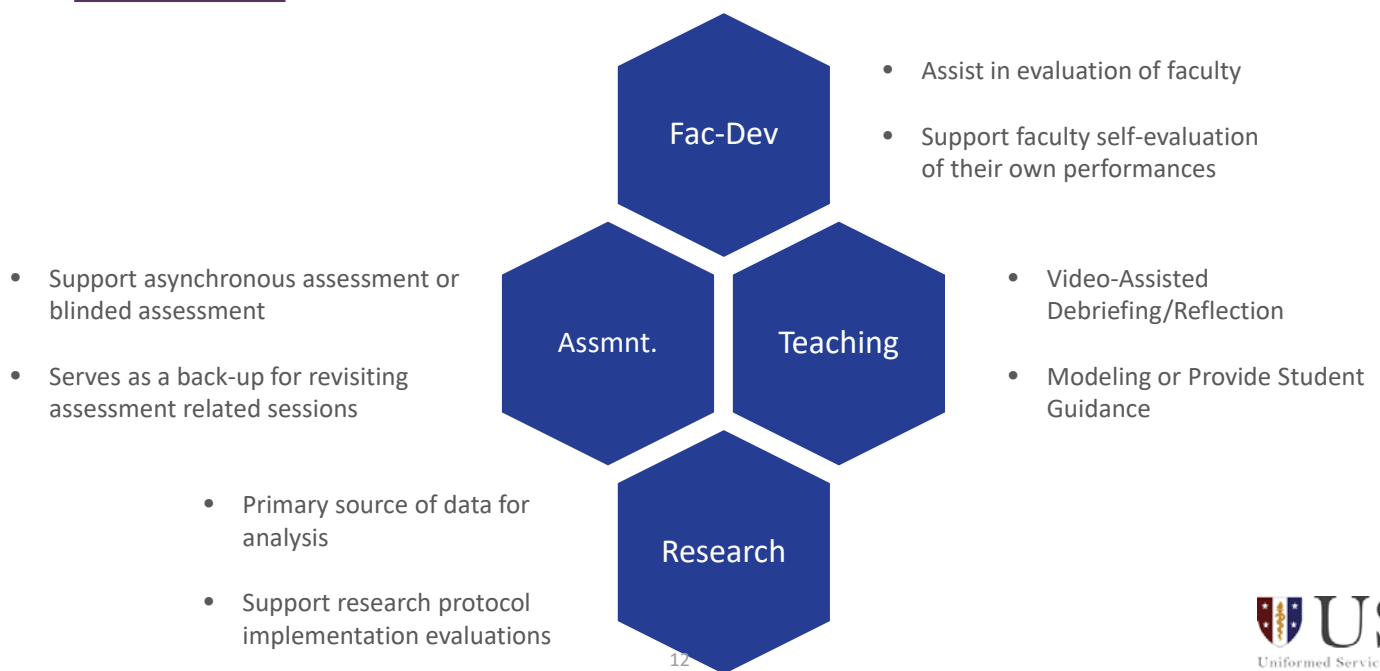 Fac-Dev
• Assist in evaluation of faculty
• Support faculty self-evaluation
of their own performances
• Support asynchronous assessment or
blinded assessment
• Serves as a back-up for revisiting
assessment related sessions
Assmnt.
Teaching
• Video-Assisted
Debriefing/Reflection
• Modeling or Provide Student
Guidance
• Primary source of data for
analysis
• Support research protocol
implementation evaluations
Research
12
US
Uniformed Servic